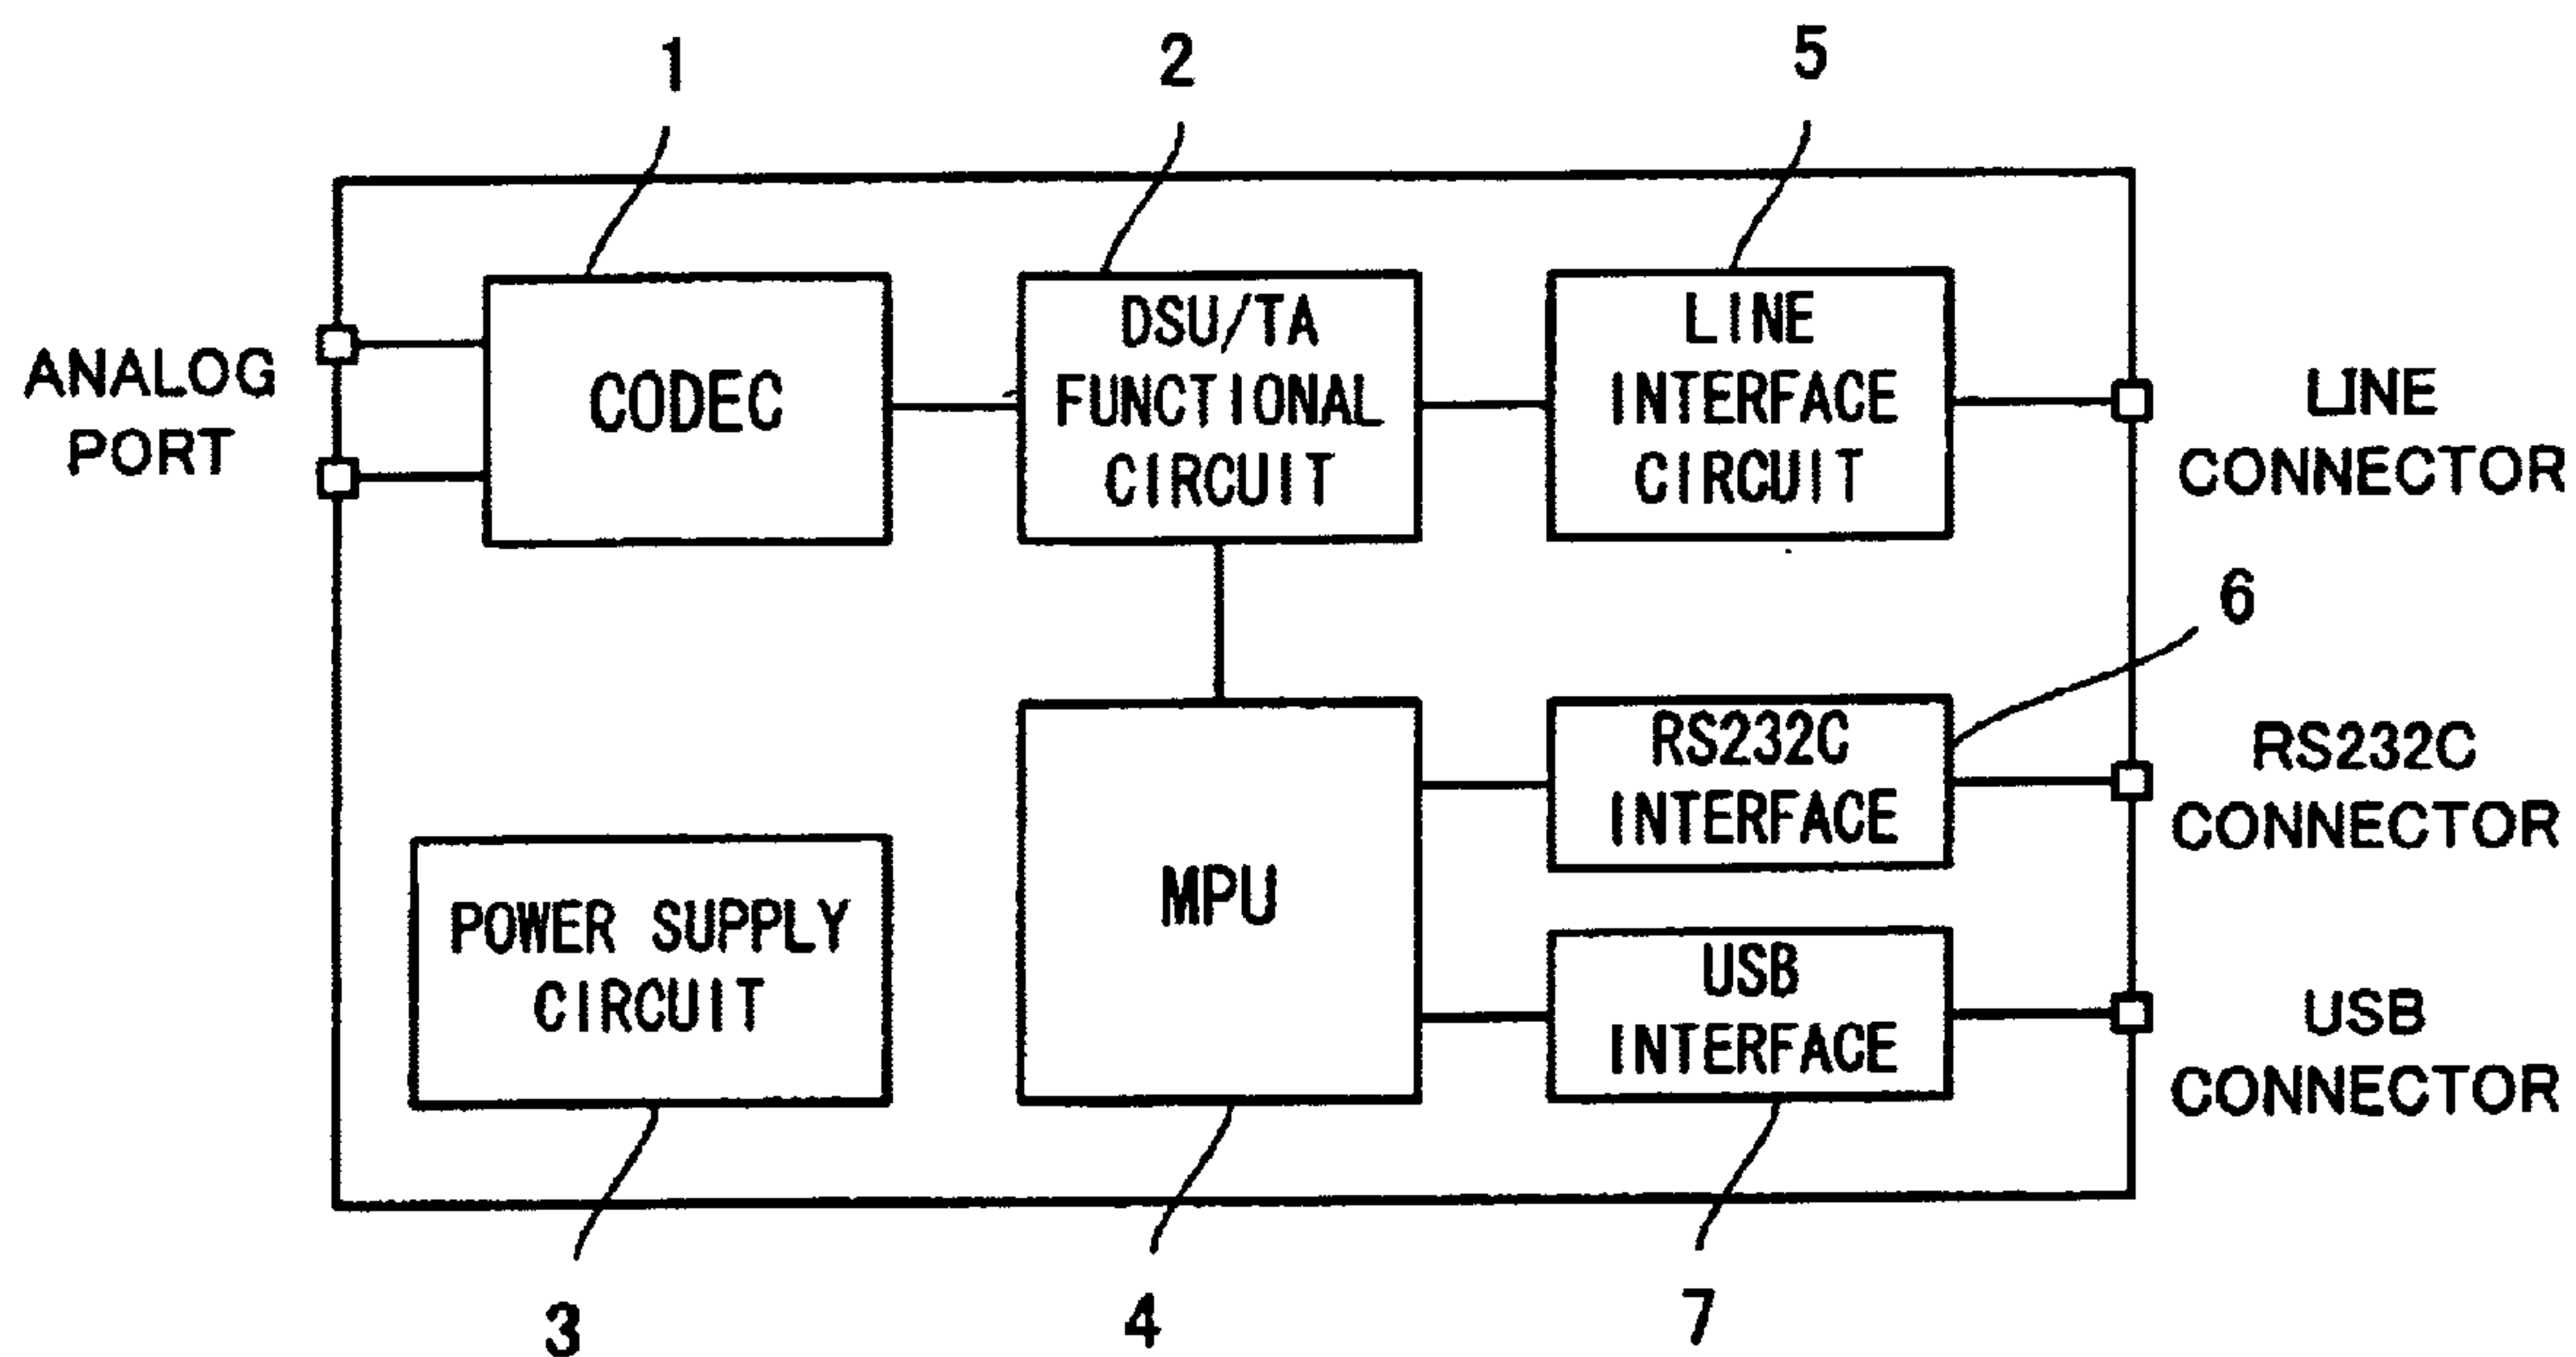 1
2
5
ANALOG
PORT
CODEC
DSU/TA
FUNCTIONAL
CIRCUIT
LINE
INTERFACE
CIRCUIT
LINE
CONNECTOR
6
POWER SUPPLY
CIRCUIT
MPU
RS232C
INTERFACE
RS232C
CONNECTOR
USB
INTERFACE
USB
CONNECTOR
3
4
7